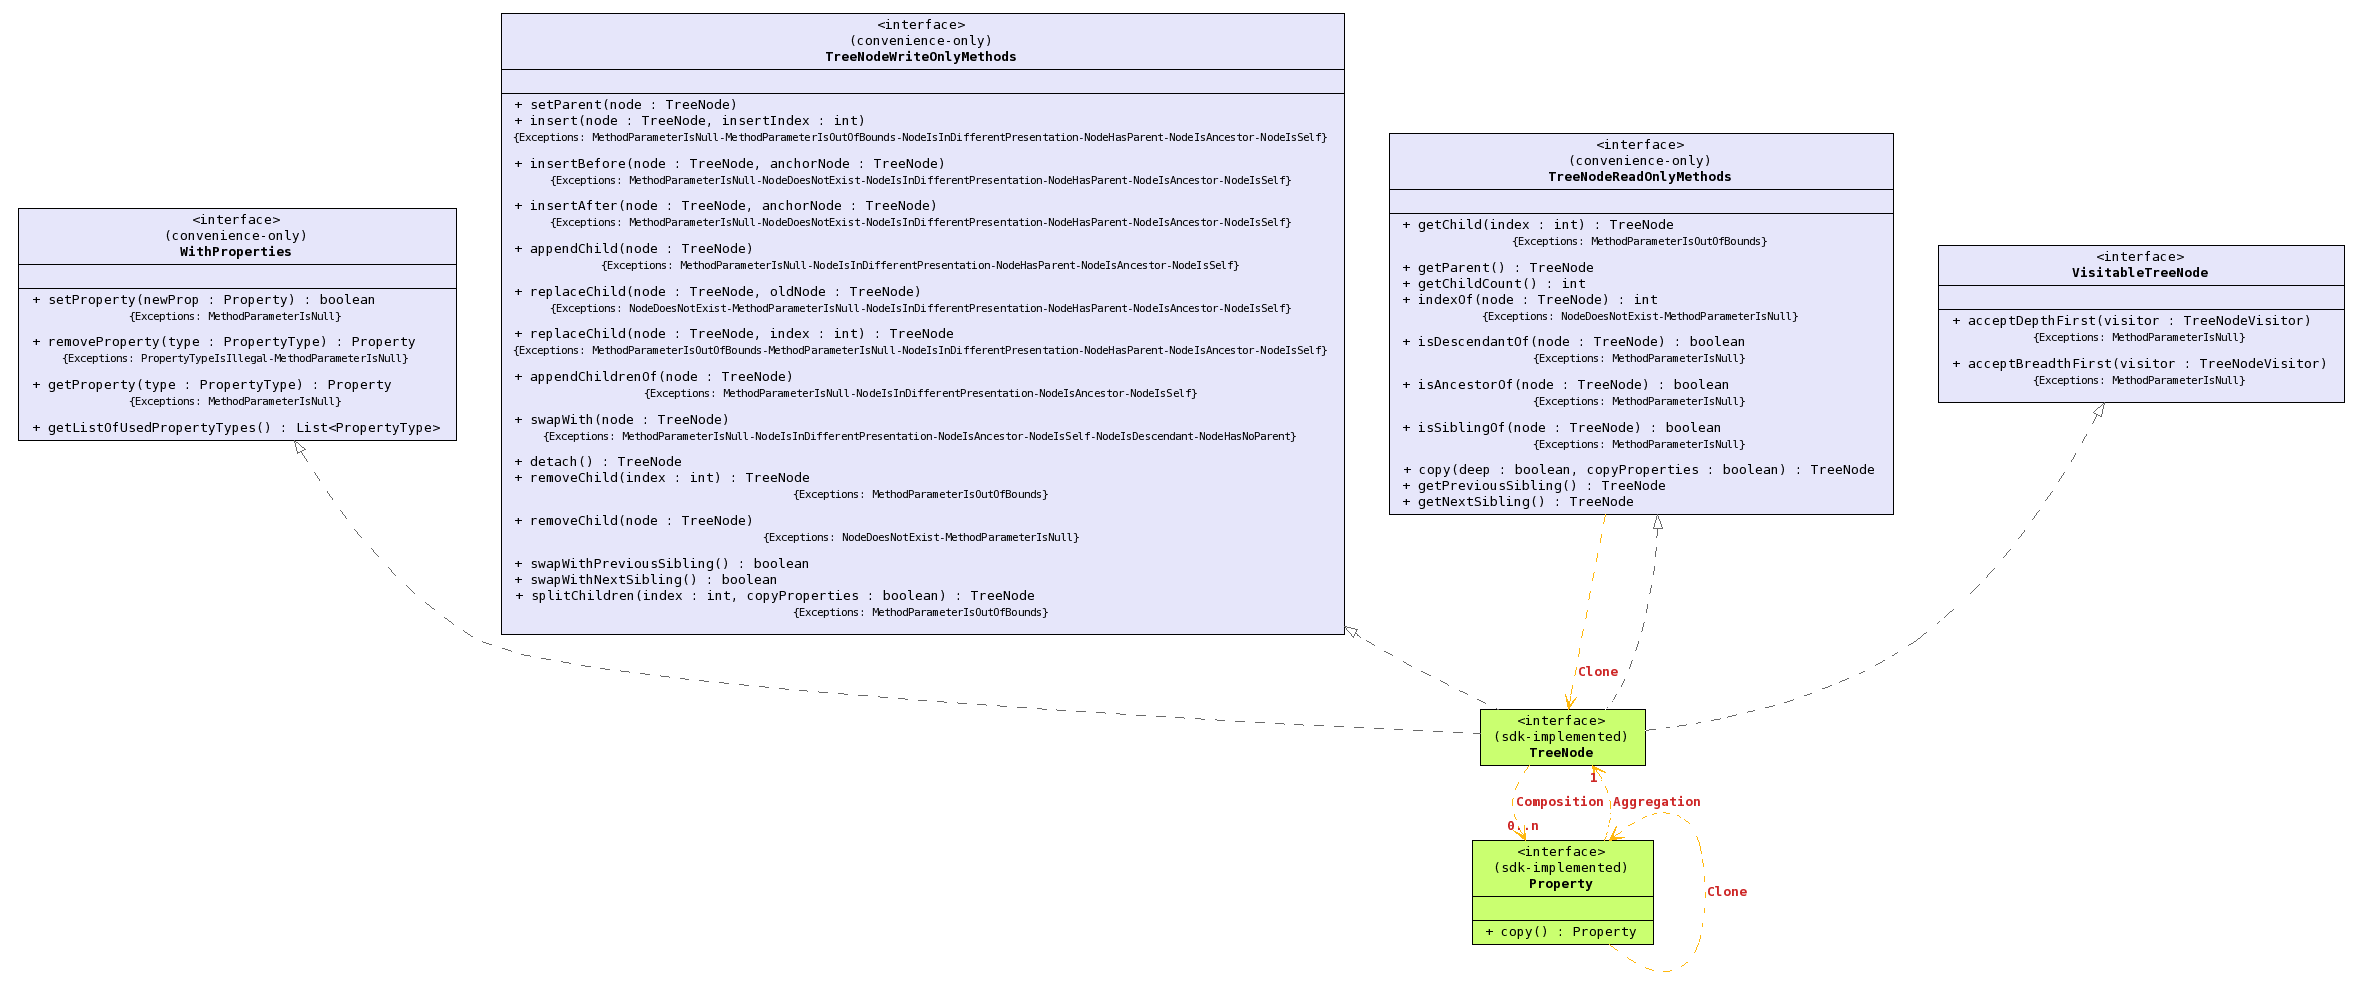 <interface>
(convenience-only)
TreeNodeWriteOnlyMethods
+ setParent(node : TreeNode)
+ insert(node : TreeNode, insertIndex : int)
{Exceptions: MethodParameterIsNull-MethodParameterIsOutOfBounds-NodeIsInDifferentPresentation-NodeHasParent-NodeIsAncestor-NodeIsSelf}
+ insertBefore(node : TreeNode, anchorNode : TreeNode)
{Exceptions: MethodParameterIsNull-NodeDoesNotExist-NodeIsInDifferentPresentation-NodeHasParent-NodeIsAncestor-NodeIsSelf}
+ insertAfter(node : TreeNode, anchorNode : TreeNode)
{Exceptions: MethodParameterIsNull-NodeDoesNotExist-NodeIsInDifferentPresentation-NodeHasParent-NodeIsAncestor-NodeIsSelf}
+ appendChild(node : TreeNode)
{Exceptions: MethodParameterIsNull-NodeIsInDifferentPresentation-NodeHasParent-NodeIsAncestor-NodeIsSelf}
+ replaceChild(node : TreeNode, oldNode : TreeNode)
{Exceptions: NodeDoesNotExist-MethodParameterIsNull-NodeIsInDifferentPresentation-NodeHasParent-NodeIsAncestor-NodeIsSelf}
+ replaceChild(node : TreeNode, index : int) : TreeNode
{Exceptions: MethodParameterIsOutOfBounds-MethodParameterIsNull-NodeIsInDifferentPresentation-NodeHasParent-NodeIsAncestor-NodeIsSelf}
+ appendChildrenOf(node : TreeNode)
{Exceptions: MethodParameterIsNull-NodeIsInDifferentPresentation-NodeIsAncestor-NodeIsSelf}
+ swapWith(node : TreeNode)
{Exceptions: MethodParameterIsNull-NodeIsInDifferentPresentation-NodeIsAncestor-NodeIsSelf-NodeIsDescendant-NodeHasNoParent}
+ detach() : TreeNode
+ removeChild(index : int) : TreeNode
{Exceptions: MethodParameterIsOutOfBounds}
+ removeChild(node : TreeNode)
{Exceptions: NodeDoesNotExist-MethodParameterIsNull}
+ swapWithPreviousSibling() : boolean
+ swapWithNextSibling() : boolean
+ splitChildren(index : int, copyProperties : boolean) : TreeNode
{Exceptions: MethodParameterIsOutOfBounds}
<interface>
(convenience-only)
TreeNodeReadOnlyMethods
+ getChild(index : int) : TreeNode
{Exceptions: MethodParameterIsOutOfBounds}
+ getParent() : TreeNode
+ getChildCount() : int
+ indexOf(node : TreeNode) : int
{Exceptions: NodeDoesNotExist-MethodParameterIsNull}
+ isDescendantOf(node : TreeNode) : boolean
{Exceptions: MethodParameterIsNull}
+ isAncestorOf(node : TreeNode) : boolean
{Exceptions: MethodParameterIsNull}
+ isSiblingOf(node : TreeNode) : boolean
{Exceptions: MethodParameterIsNull}
+ copy(deep : boolean, copyProperties : boolean) : TreeNode
+ getPreviousSibling() : TreeNode
+ getNextSibling() : TreeNode
<interface>
(convenience-only)
WithProperties
+ setProperty(newProp : Property) : boolean
{Exceptions: MethodParameterIsNull}
+ removeProperty(type : PropertyType) : Property
{Exceptions: PropertyTypeIsIllegal-MethodParameterIsNull}
+ getProperty(type : PropertyType) : Property
{Exceptions: MethodParameterIsNull}
+ getListOfUsedPropertyTypes() : List<PropertyType>
<interface>
VisitableTreeNode
+ acceptDepthFirst(visitor : TreeNodeVisitor)
{Exceptions: MethodParameterIsNull}
+ acceptBreadthFirst(visitor : TreeNodeVisitor)
{Exceptions: MethodParameterIsNull}
Clone
<interface>
(sdk-implemented)
TreeNode
1
Composition
Aggregation
0..n
<interface>
(sdk-implemented)
Property
+ copy() : Property
Clone